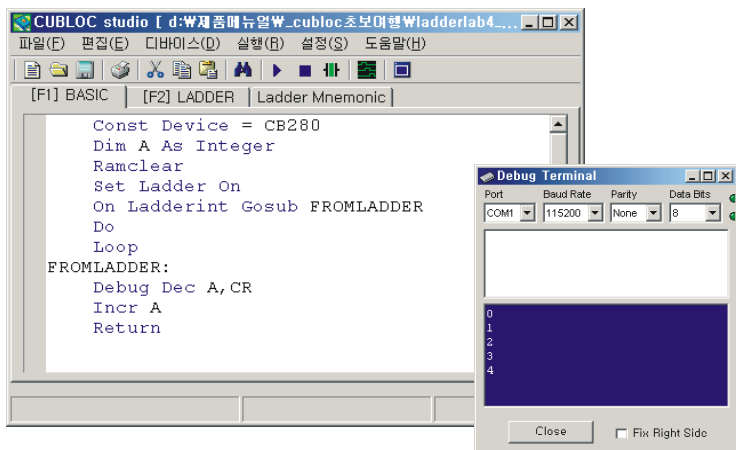 CUBLOC studio [ d:₩제품메뉴얼₩_cubloc초보여행₩ladderlab4_...
파일(F) 편집(E) 디바이스(D) 실행(R) 설정(S) 도움말(H)
[F1] BASIC [F2] LADDER Ladder Mnemonic
Const Device = CB280
Dim A As Integer
Ramclear
Set Ladder On
On Ladderint Gosub FROMLADDER
Do
Loop
FROMLADDER:
Debug Dec A,CR
Incr A
Return
Debug Terminal
Port Baud Rate Parity Data Bits
COM1 115200 None 8
0
1
2
3
4
Close Fix Right Side